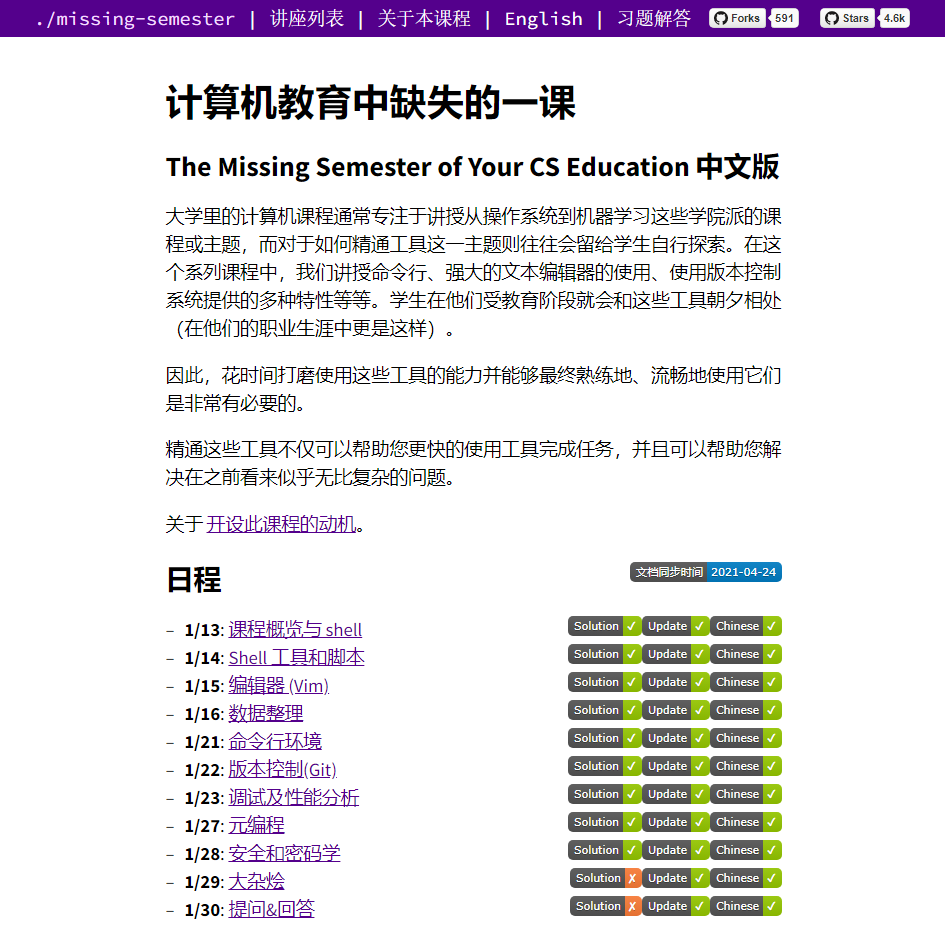 ./missing-semester | 讲座列表 | 关于本课程 | English | 习题解答 Forks 591 Stars 4.6k
计算机教育中缺失的一课
The Missing Semester of Your CS Education 中文版
大学里的计算机课程通常专注于讲授从操作系统到机器学习这些学院派的课
程或主题，而对于如何精通工具这一主题则往往会留给学生自行探索。在这
个系列课程中，我们讲授命令行、强大的文本编辑器的使用、使用版本控制
系统提供的多种特性等等。学生在他们受教育阶段就会和这些工具朝夕相处
（在他们的职业生涯中更是这样）。
因此，花时间打磨使用这些工具的能力并能够最终熟练地、流畅地使用它们
是非常有必要的。
精通这些工具不仅可以帮助您更快的使用工具完成任务，并且可以帮助您解
决在之前看来似乎无比复杂的问题。
关于 开设此课程的动机。
日程 文档同步时间 2021-04-24
– 1/13: 课程概览与 shell Solution ✓ Update ✓ Chinese ✓
– 1/14: Shell 工具和脚本 Solution ✓ Update ✓ Chinese ✓
– 1/15: 编辑器 (Vim) Solution ✓ Update ✓ Chinese ✓
– 1/16: 数据整理 Solution ✓ Update ✓ Chinese ✓
– 1/21: 命令行环境 Solution ✓ Update ✓ Chinese ✓
– 1/22: 版本控制(Git) Solution ✓ Update ✓ Chinese ✓
– 1/23: 调试及性能分析 Solution ✓ Update ✓ Chinese ✓
– 1/27: 元编程 Solution ✓ Update ✓ Chinese ✓
– 1/28: 安全和密码学 Solution ✓ Update ✓ Chinese ✓
– 1/29: 大杂烩 Solution ✗ Update ✓ Chinese ✓
– 1/30: 提问&回答 Solution ✗ Update ✓ Chinese ✓